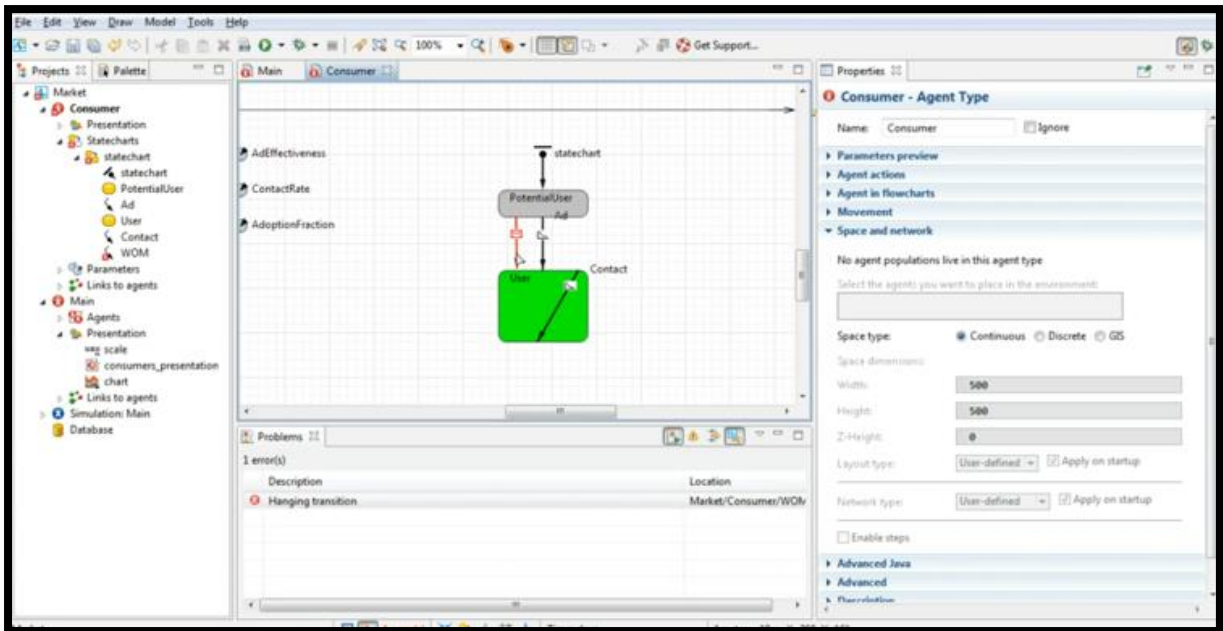 File Edit View Draw Model Tools Help
100% Get Support...
Projects Palette
Market
Consumer
Presentation
Statecharts
statechart
statechart
PotentialUser
Ad
User
Contact
WOM
Parameters
Links to agents
Main
Agents
Presentation
scale
consumers_presentation
chart
Links to agents
Simulation: Main
Database
Main Consumer
AdEffectiveness
ContactRate
AdoptionFraction
statechart
PotentialUser
Ad
User
Contact
Problems
1 error(s)
Description Location
Hanging transition Market/Consumer/WOM
Properties
Consumer - Agent Type
Name: Consumer Ignore
Parameters preview
Agent actions
Agent in flowcharts
Movement
Space and network
No agent populations live in this agent type
Select the agents you want to place in the environment:
Space type: Continuous Discrete GIS
Space dimensions:
Width: 500
Height: 500
Z-Height: 0
Layout type: User-defined Apply on startup
Network type: User-defined Apply on startup
Enable steps
Advanced Java
Advanced
Description